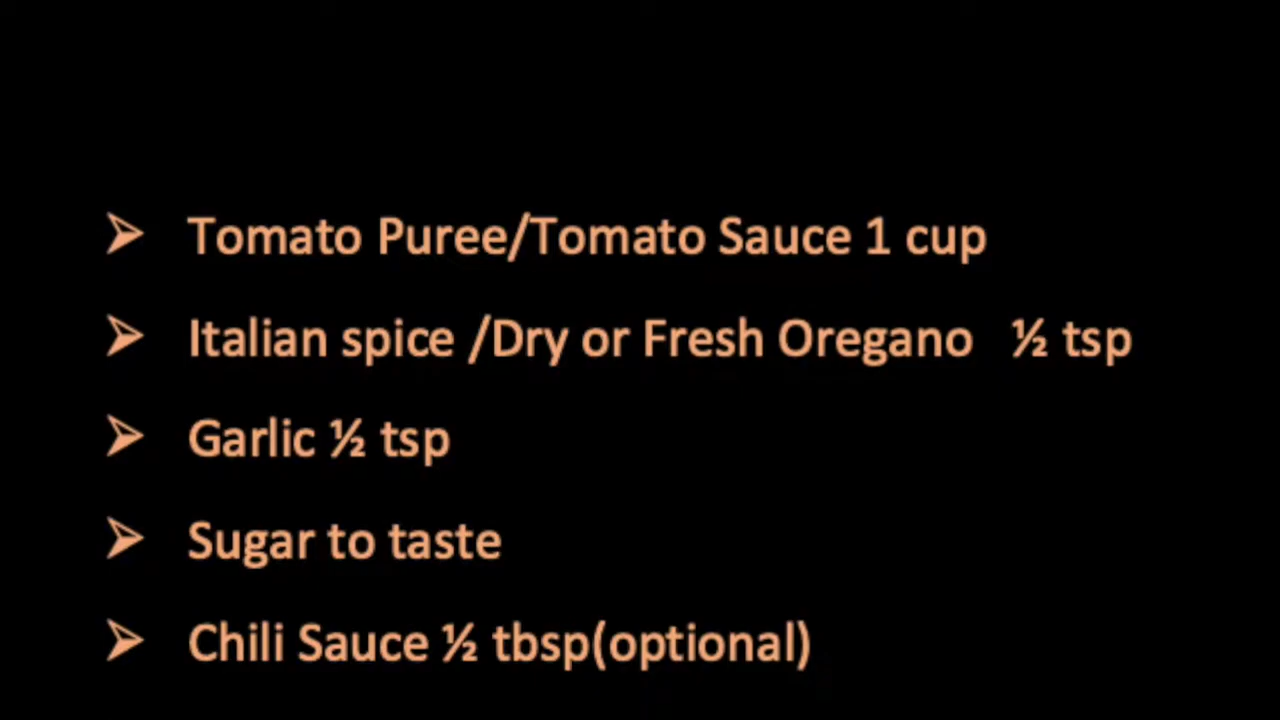 ➢ Tomato Puree/Tomato Sauce 1 cup
➢ Italian spice /Dry or Fresh Oregano ½ tsp
➢ Garlic ½ tsp
➢ Sugar to taste
➢ Chili Sauce ½ tbsp(optional)